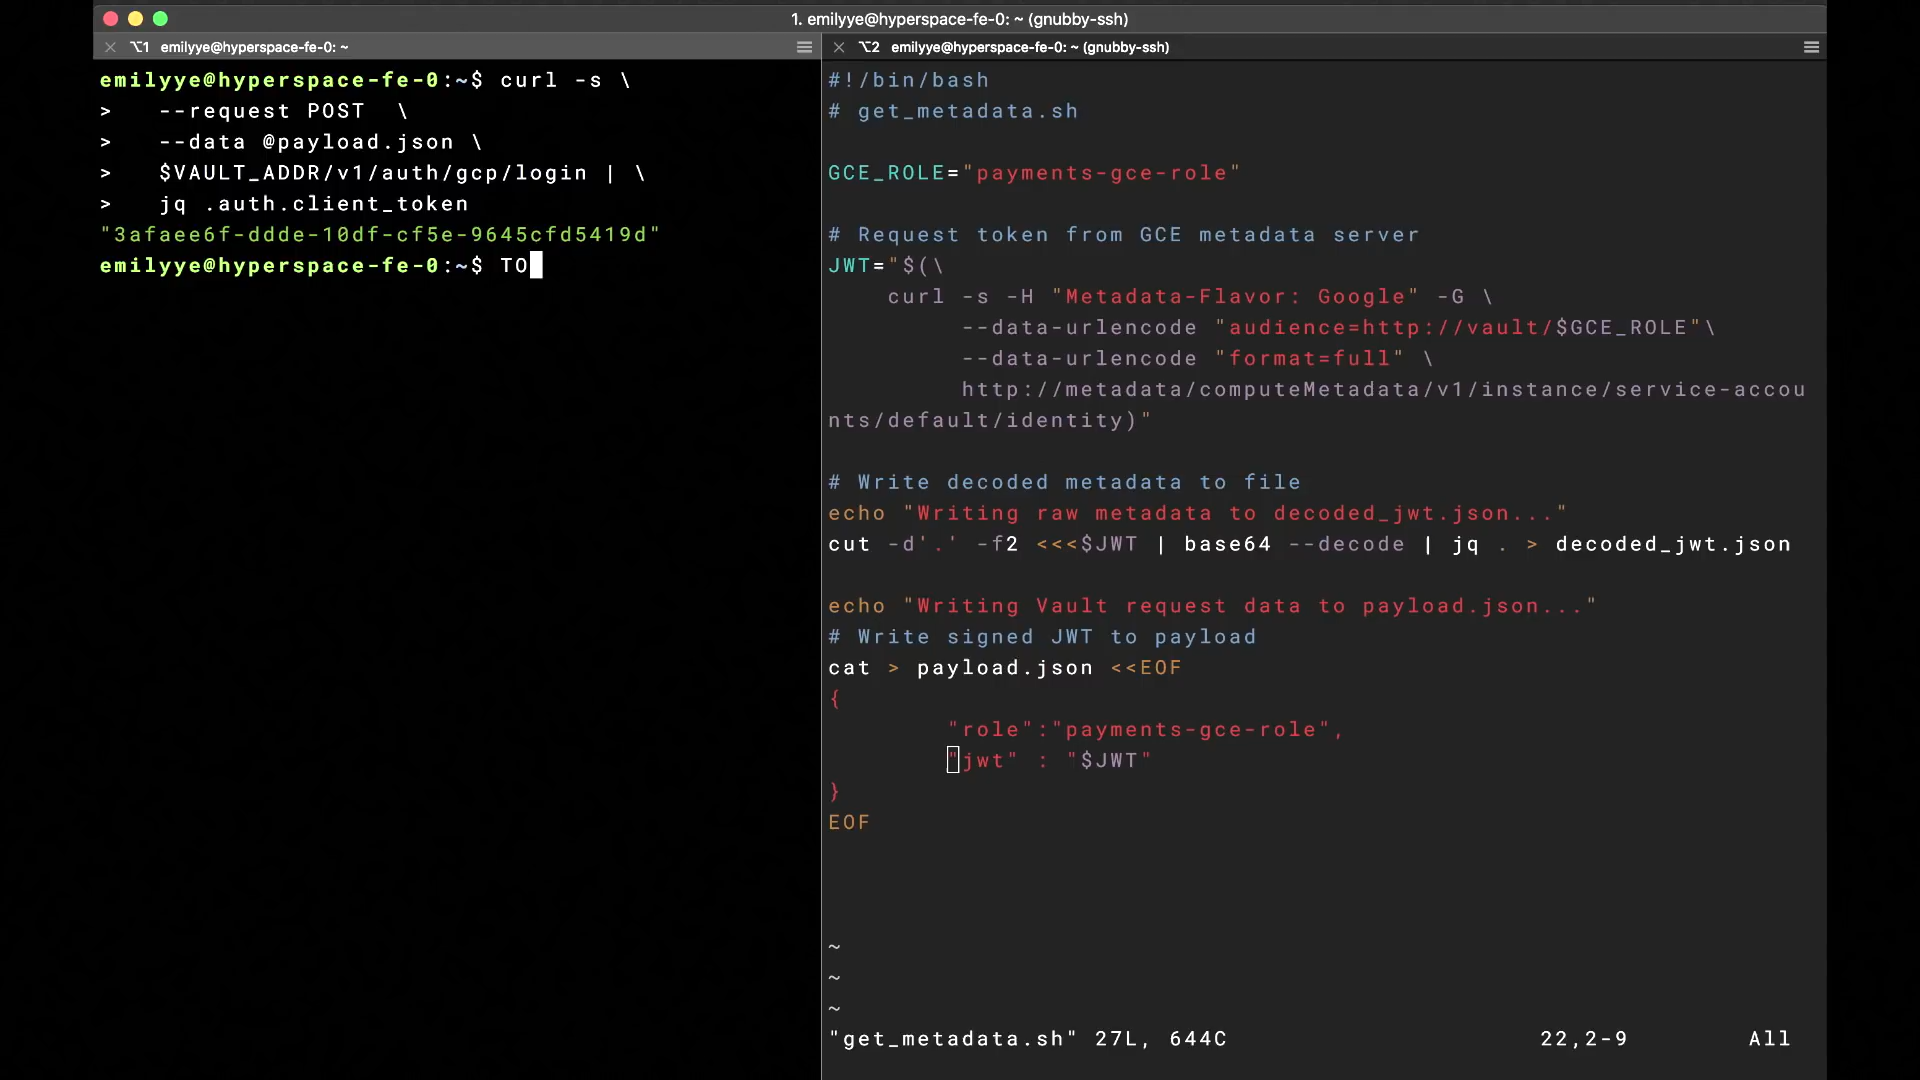 1. emilyye@hyperspace-fe-0: ~ (gnubby-ssh)
⌥1 emilyye@hyperspace-fe-0: ~
emilyye@hyperspace-fe-0:~$ curl -s \
>   --request POST  \
>   --data @payload.json \
>   $VAULT_ADDR/v1/auth/gcp/login | \
>   jq .auth.client_token
"3afaee6f-ddde-10df-cf5e-9645cfd5419d"
emilyye@hyperspace-fe-0:~$ TO
⌥2 emilyye@hyperspace-fe-0: ~ (gnubby-ssh)
#!/bin/bash
# get_metadata.sh
GCE_ROLE="payments-gce-role"
# Request token from GCE metadata server
JWT="$(\
curl -s -H "Metadata-Flavor: Google" -G \
--data-urlencode "audience=http://vault/$GCE_ROLE"\
--data-urlencode "format=full" \
http://metadata/computeMetadata/v1/instance/service-accou
nts/default/identity)"
# Write decoded metadata to file
echo "Writing raw metadata to decoded_jwt.json..."
cut -d'.' -f2 <<<$JWT | base64 --decode | jq . > decoded_jwt.json
echo "Writing Vault request data to payload.json..."
# Write signed JWT to payload
cat > payload.json <<EOF
{
"role":"payments-gce-role",
"jwt" : "$JWT"
}
EOF
~
~
~
"get_metadata.sh" 27L, 644C 22,2-9 All